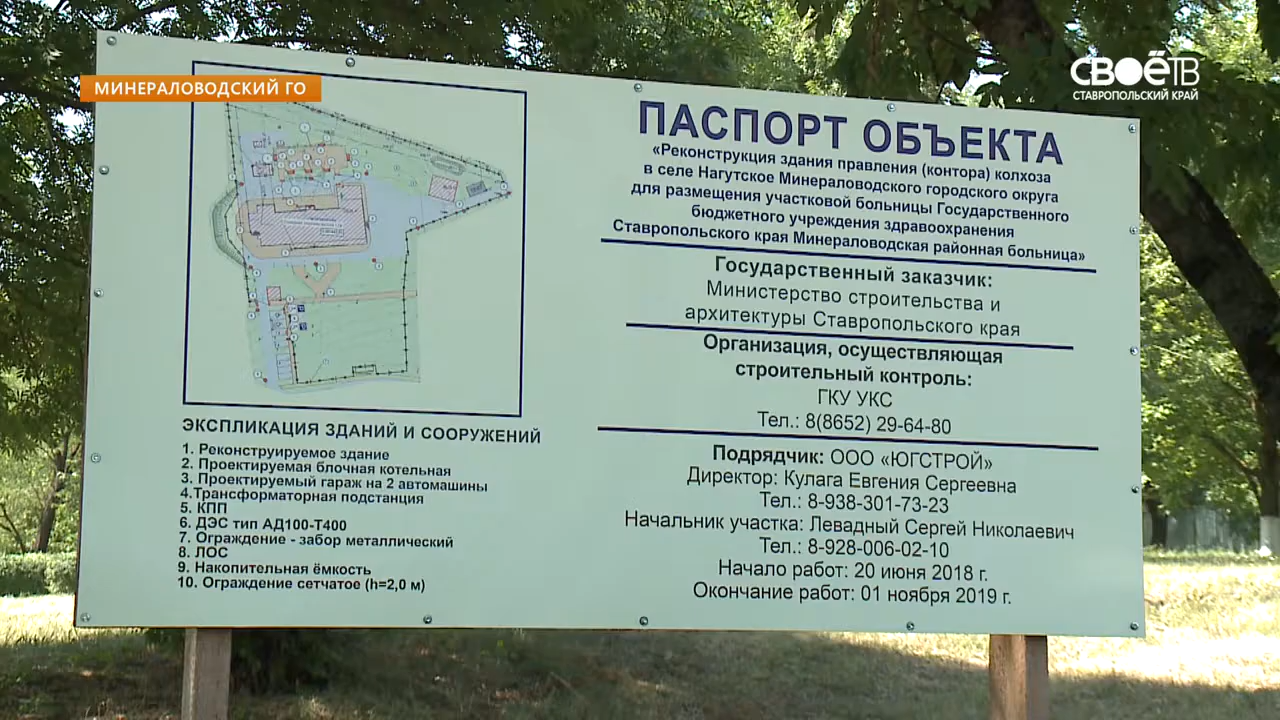 МИНЕРАЛОВОДСКИЙ ГО
СВОЁТВ
СТАВРОПОЛЬСКИЙ КРАЙ
ПАСПОРТ ОБЪЕКТА
«Реконструкция здания правления (контора) колхоза
в селе Нагутское Минераловодского городского округа
для размещения участковой больницы Государственного
бюджетного учреждения здравоохранения
Ставропольского края Минераловодская районная больница»
Государственный заказчик:
Министерство строительства и
архитектуры Ставропольского края
Организация, осуществляющая
строительный контроль:
ГКУ УКС
Тел.: 8(8652) 29-64-80
Подрядчик: ООО «ЮГСТРОЙ»
Директор: Кулага Евгения Сергеевна
Тел.: 8-938-301-73-23
Начальник участка: Левадный Сергей Николаевич
Тел.: 8-928-006-02-10
Начало работ: 20 июня 2018 г.
Окончание работ: 01 ноября 2019 г.
ЭКСПЛИКАЦИЯ ЗДАНИЙ И СООРУЖЕНИЙ
1. Реконструируемое здание
2. Проектируемая блочная котельная
3. Проектируемый гараж на 2 автомашины
4.Трансформаторная подстанция
5. КПП
6. ДЭС тип АД100-Т400
7. Ограждение - забор металлический
8. ЛОС
9. Накопительная ёмкость
10. Ограждение сетчатое (h=2,0 м)